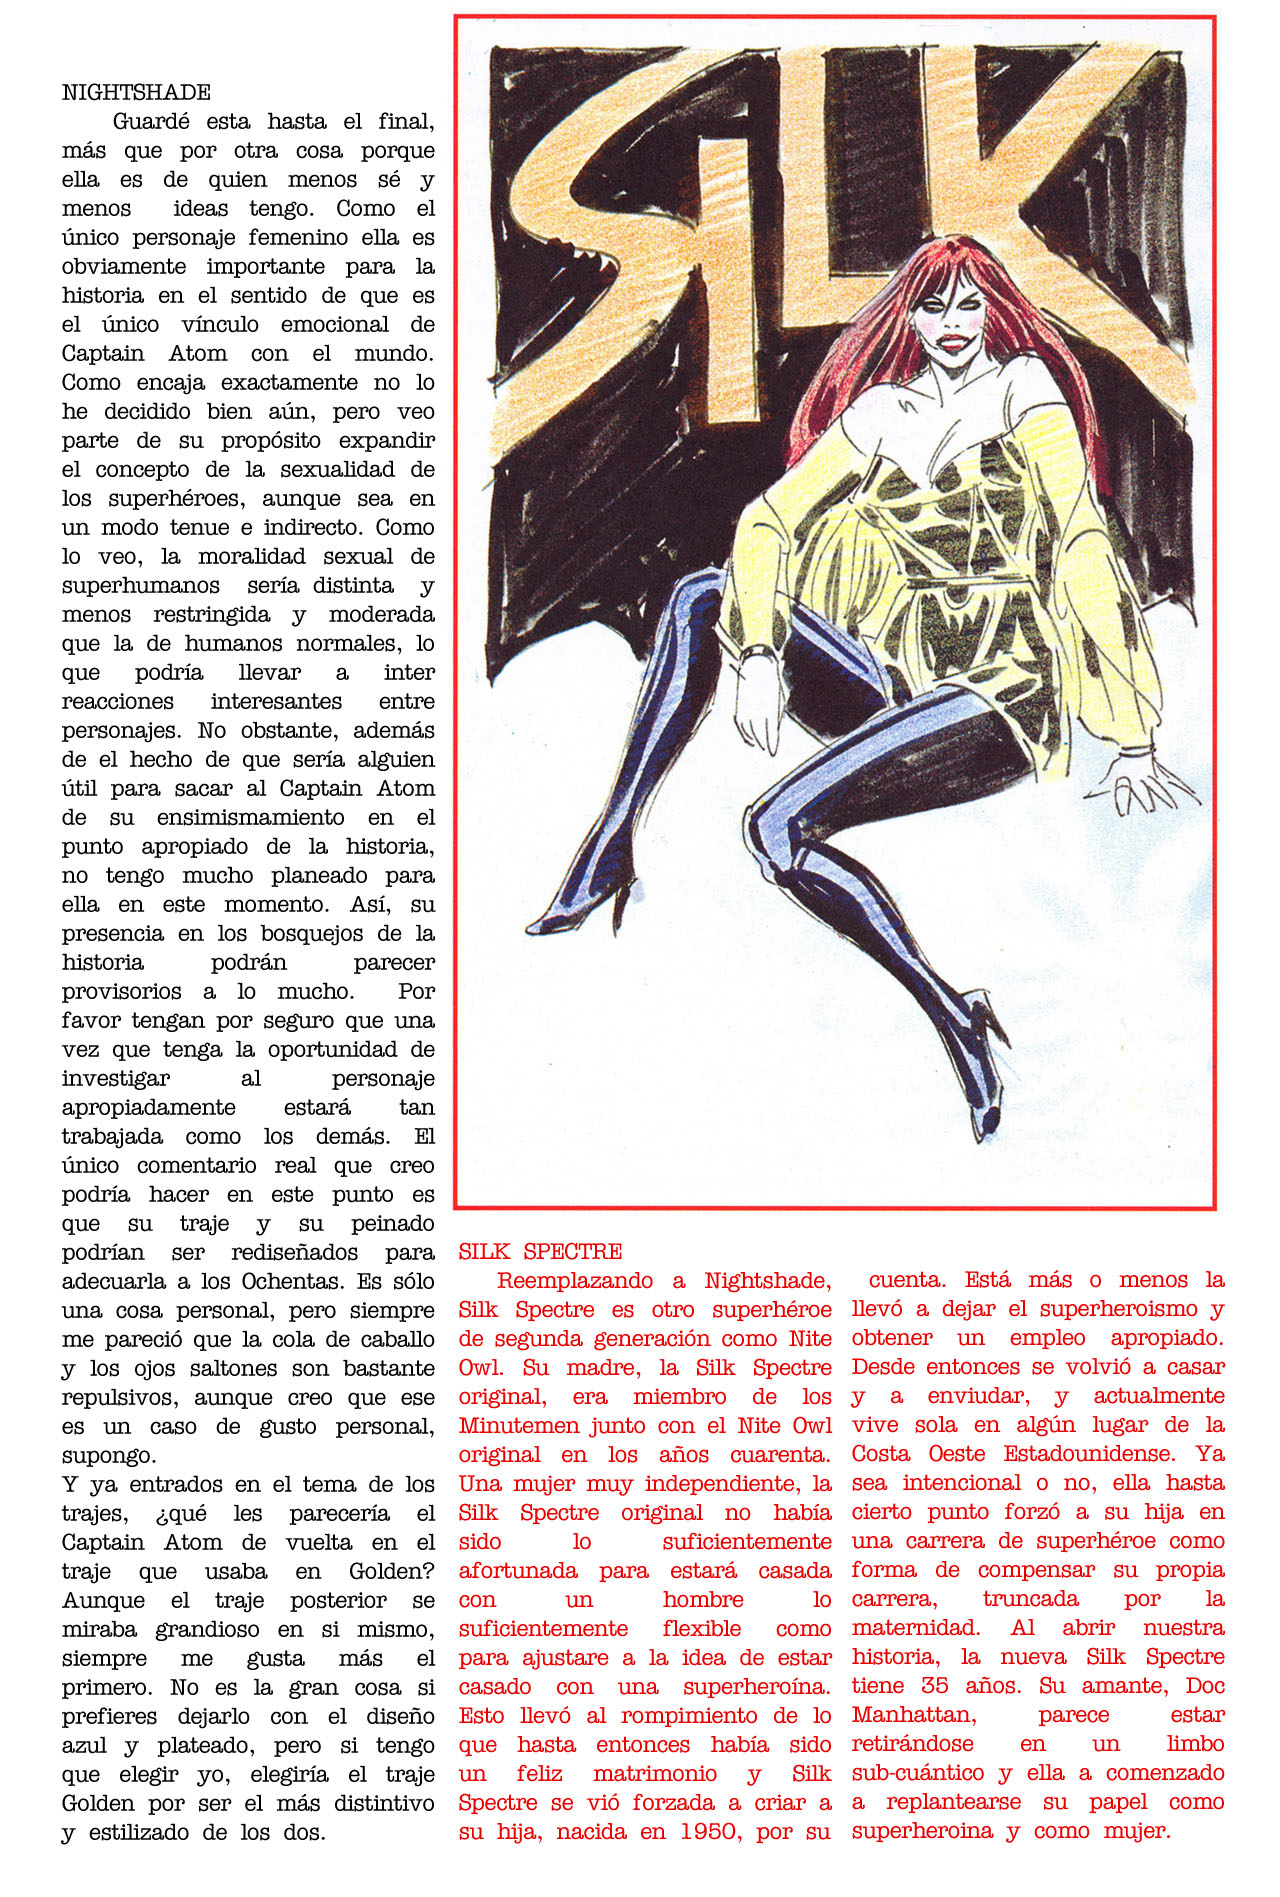 NIGHTSHADE
Guardé esta hasta el final,
más que por otra cosa porque
ella es de quien menos sé y
menos ideas tengo. Como el
único personaje femenino ella es
obviamente importante para la
historia en el sentido de que es
el único vínculo emocional de
Captain Atom con el mundo.
Como encaja exactamente no lo
he decidido bien aún, pero veo
parte de su propósito expandir
el concepto de la sexualidad de
los superhéroes, aunque sea en
un modo tenue e indirecto. Como
lo veo, la moralidad sexual de
superhumanos sería distinta y
menos restringida y moderada
que la de humanos normales, lo
que podría llevar a inter
reacciones interesantes entre
personajes. No obstante, además
de el hecho de que sería alguien
útil para sacar al Captain Atom
de su ensimismamiento en el
punto apropiado de la historia,
no tengo mucho planeado para
ella en este momento. Así, su
presencia en los bosquejos de la
historia podrán parecer
provisorios a lo mucho. Por
favor tengan por seguro que una
vez que tenga la oportunidad de
investigar al personaje
apropiadamente estará tan
trabajada como los demás. El
único comentario real que creo
podría hacer en este punto es
que su traje y su peinado
podrían ser rediseñados para
adecuarla a los Ochentas. Es sólo
una cosa personal, pero siempre
me pareció que la cola de caballo
y los ojos saltones son bastante
repulsivos, aunque creo que ese
es un caso de gusto personal,
supongo.
Y ya entrados en el tema de los
trajes, ¿qué les parecería el
Captain Atom de vuelta en el
traje que usaba en Golden?
Aunque el traje posterior se
miraba grandioso en si mismo,
siempre me gusta más el
primero. No es la gran cosa si
prefieres dejarlo con el diseño
azul y plateado, pero si tengo
que elegir yo, elegiría el traje
Golden por ser el más distintivo
y estilizado de los dos.
SILK
SILK SPECTRE
Reemplazando a Nightshade,
Silk Spectre es otro superhéroe
de segunda generación como Nite
Owl. Su madre, la Silk Spectre
original, era miembro de los
Minutemen junto con el Nite Owl
original en los años cuarenta.
Una mujer muy independiente, la
Silk Spectre original no había
sido lo suficientemente
afortunada para estará casada
con un hombre lo
suficientemente flexible como
para ajustare a la idea de estar
casado con una superheroína.
Esto llevó al rompimiento de lo
que hasta entonces había sido
un feliz matrimonio y Silk
Spectre se vió forzada a criar a
su hija, nacida en 1950, por su
cuenta. Está más o menos la
llevó a dejar el superheroismo y
obtener un empleo apropiado.
Desde entonces se volvió a casar
y a enviudar, y actualmente
vive sola en algún lugar de la
Costa Oeste Estadounidense. Ya
sea intencional o no, ella hasta
cierto punto forzó a su hija en
una carrera de superhéroe como
forma de compensar su propia
carrera, truncada por la
maternidad. Al abrir nuestra
historia, la nueva Silk Spectre
tiene 35 años. Su amante, Doc
Manhattan, parece estar
retirándose en un limbo
sub-cuántico y ella a comenzado
a replantearse su papel como
superheroina y como mujer.